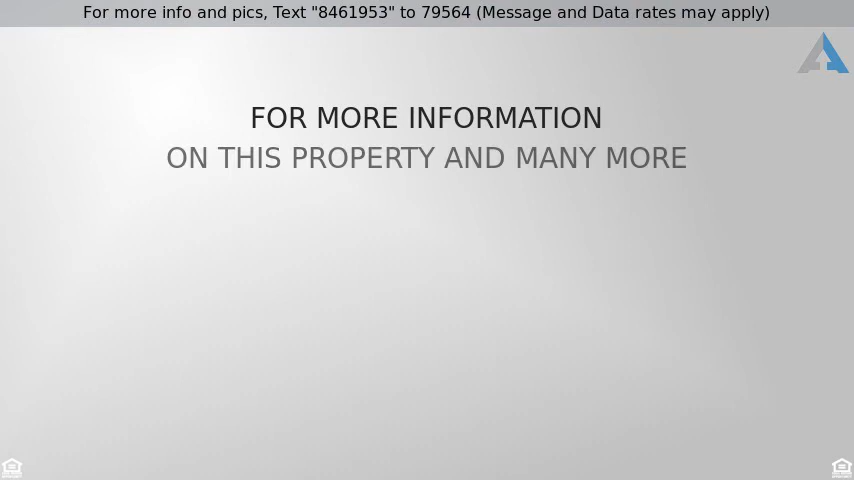 For more info and pics, Text "8461953" to 79564 (Message and Data rates may apply)
FOR MORE INFORMATION
ON THIS PROPERTY AND MANY MORE